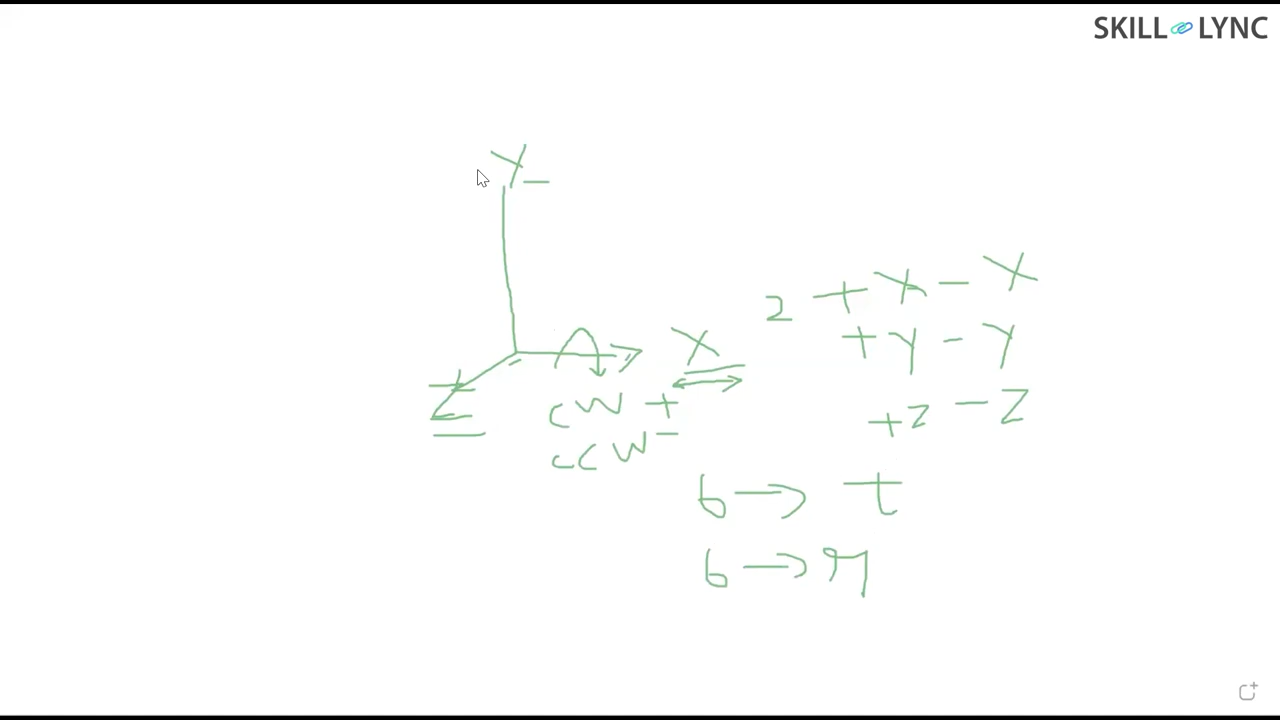 SKILL LYNC
Y
X
Z
CW +
CCW -
2 + X - X
+ Y - Y
+ Z - Z
6 → t
6 → r